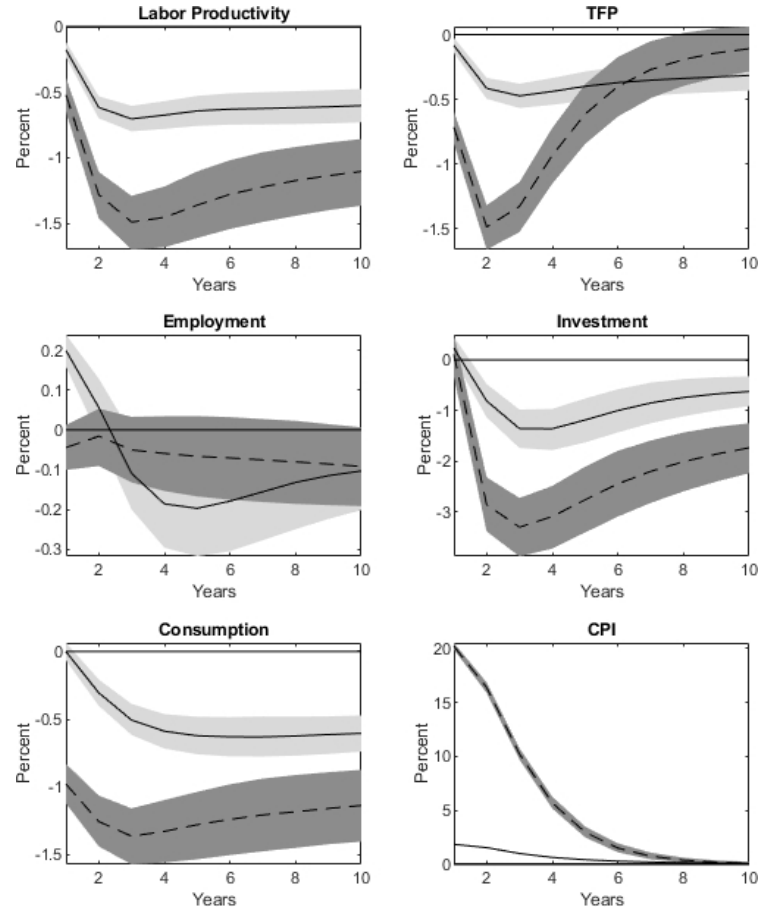 Labor Productivity
0
-0.5
-1
-1.5
Percent
2 4 6 8 10
Years
TFP
0
-0.5
-1
-1.5
Percent
2 4 6 8 10
Years
Employment
0.2
0.1
0
-0.1
-0.2
-0.3
Percent
2 4 6 8 10
Years
Investment
0
-1
-2
-3
Percent
2 4 6 8 10
Years
Consumption
0
-0.5
-1
-1.5
Percent
2 4 6 8 10
Years
CPI
20
15
10
5
0
Percent
2 4 6 8 10
Years